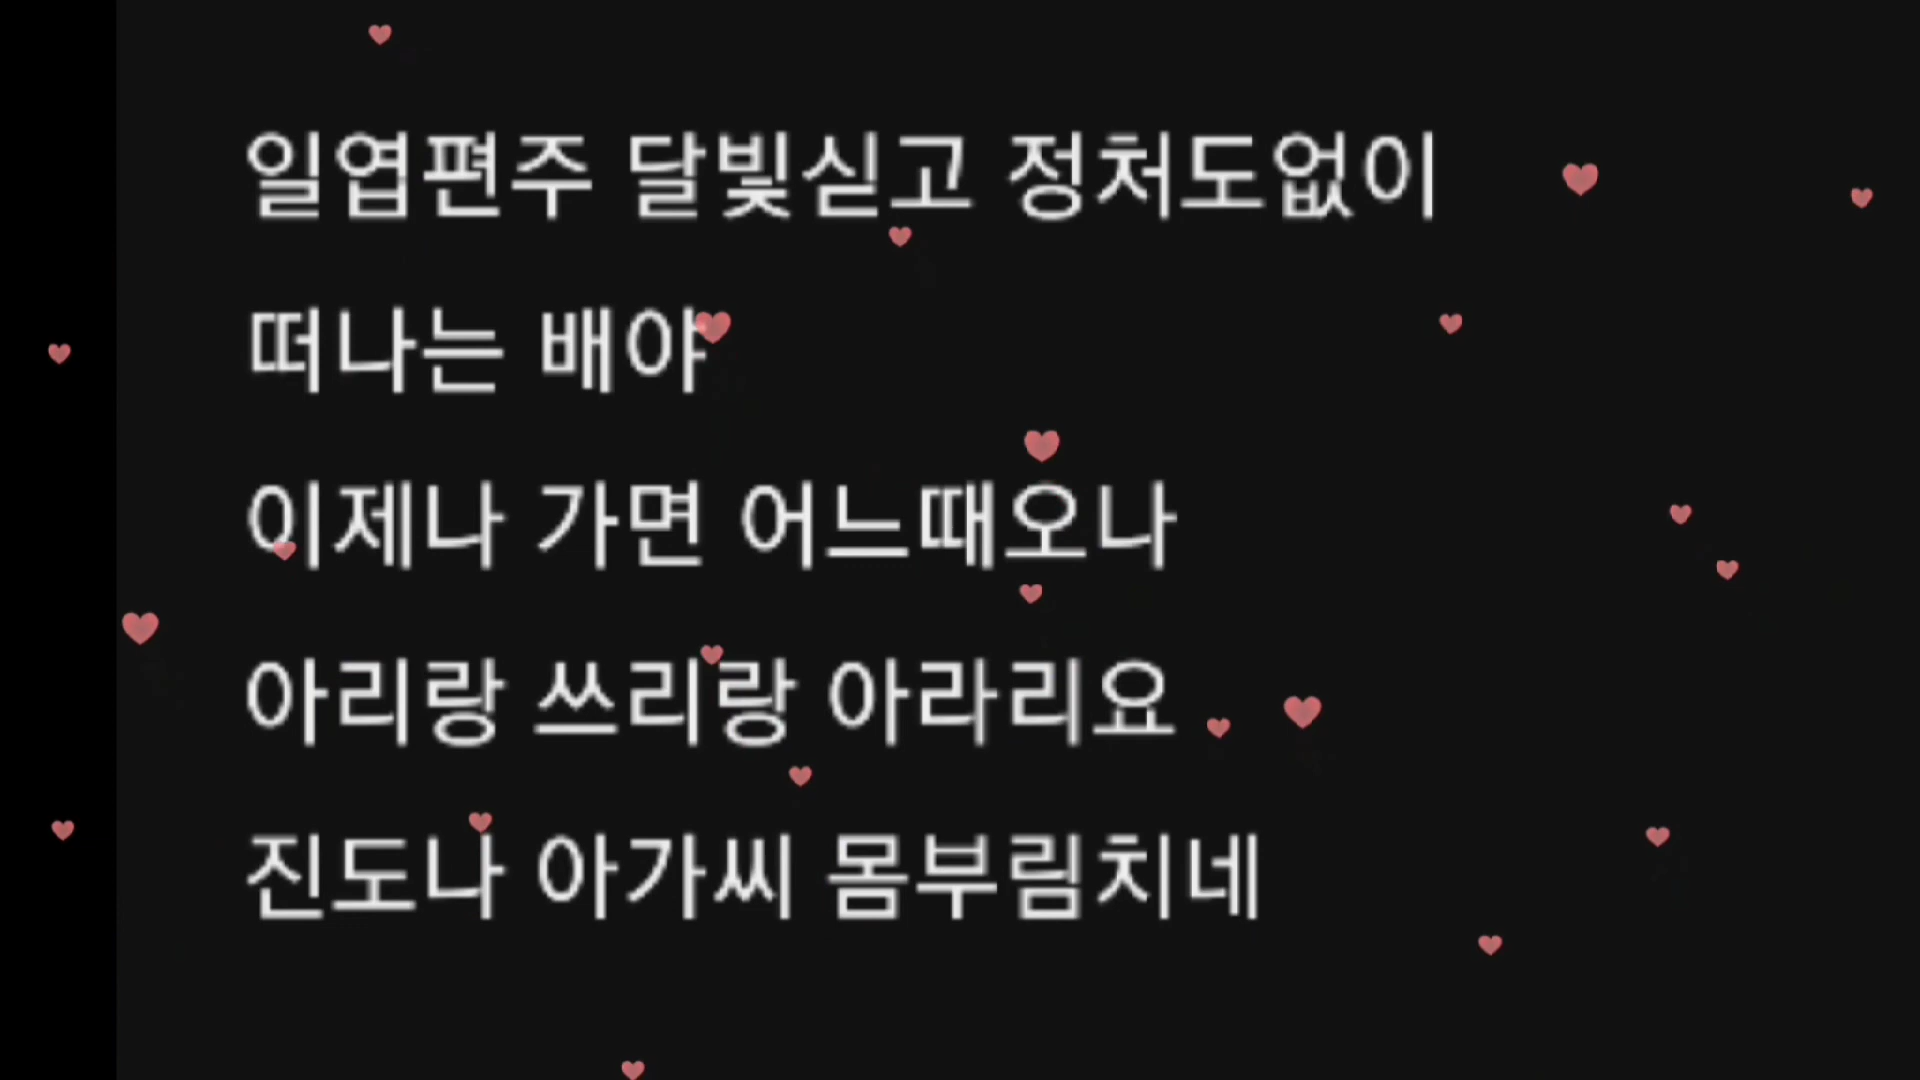 일엽편주 달빛싣고 정처도없이
떠나는 배야
이제나 가면 어느때오나
아리랑 쓰리랑 아라리요
진도나 아가씨 몸부림치네